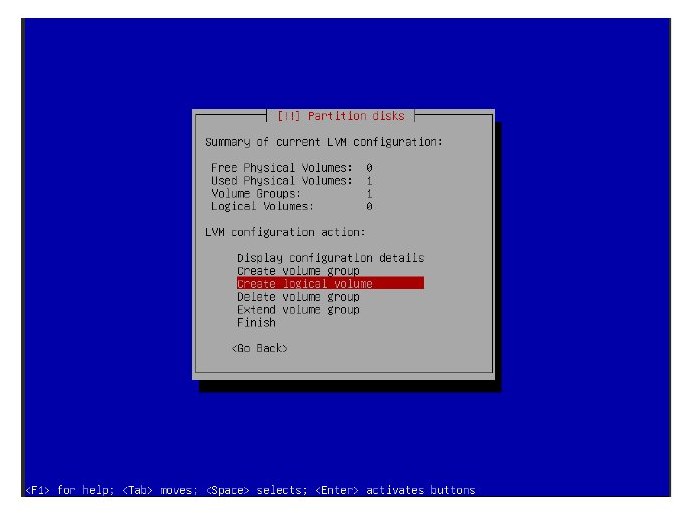 [!!] Partition disks
Summary of current LVM configuration:
Free Physical Volumes: 0
Used Physical Volumes: 1
Volume Groups: 1
Logical Volumes: 0
LVM configuration action:
Display configuration details
Create volume group
Create logical volume
Delete volume group
Extend volume group
Finish
<Go Back>
<F1> for help; <Tab> moves; <Space> selects; <Enter> activates buttons